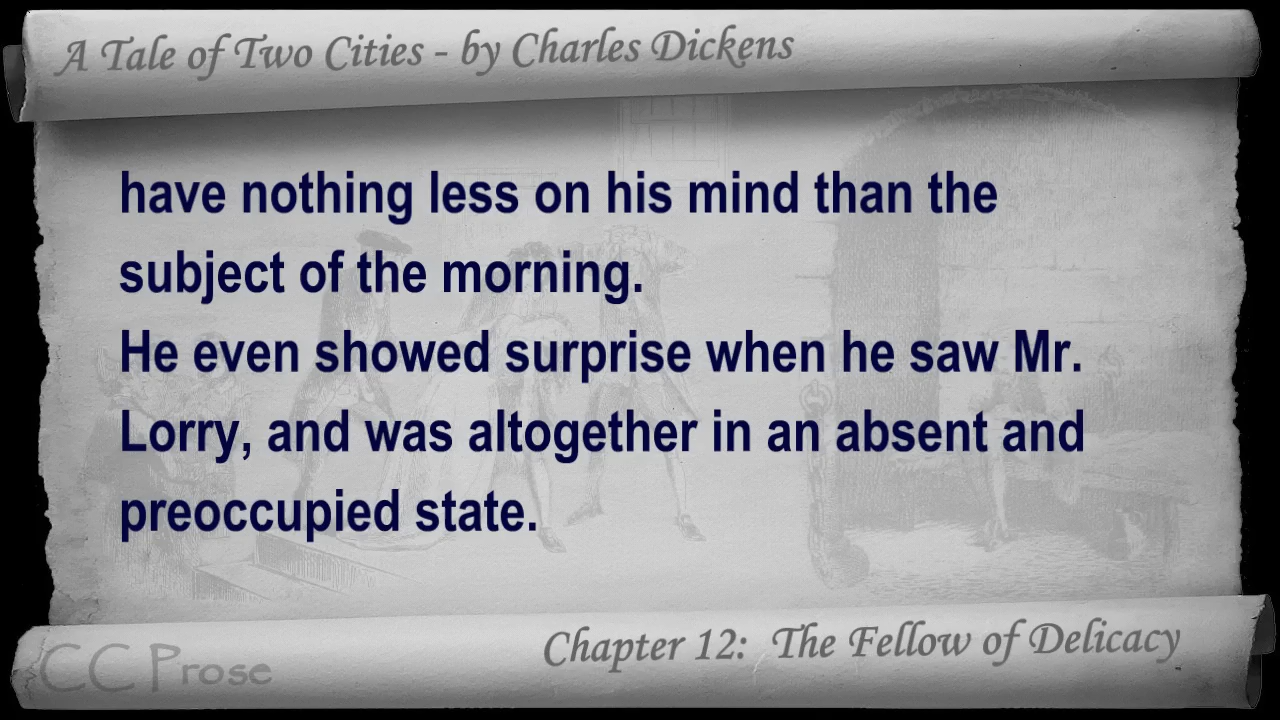 A Tale of Two Cities - by Charles Dickens
have nothing less on his mind than the
subject of the morning.
He even showed surprise when he saw Mr.
Lorry, and was altogether in an absent and
preoccupied state.
Chapter 12: The Fellow of Delicacy
CC Prose